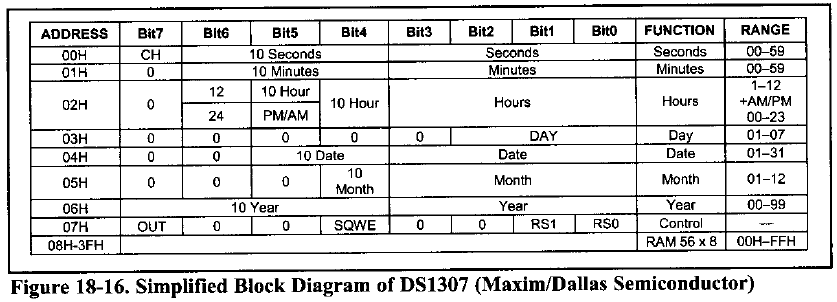 ADDRESS Bit7 Bit6 Bit5 Bit4 Bit3 Bit2 Bit1 Bit0 FUNCTION RANGE
00H CH 10 Seconds Seconds Seconds 00–59
01H 0 10 Minutes Minutes Minutes 00–59
02H 0 12 10 Hour 10 Hour Hours Hours 1–12
24 PM/AM +AM/PM
00–23
03H 0 0 0 0 0 DAY Day 01–07
04H 0 0 10 Date Date Date 01–31
05H 0 0 0 10 Month Month Month 01–12
06H 10 Year Year Year 00–99
07H OUT 0 0 SQWE 0 0 RS1 RS0 Control —
08H-3FH RAM 56 x 8 00H–FFH
Figure 18-16. Simplified Block Diagram of DS1307 (Maxim/Dallas Semiconductor)